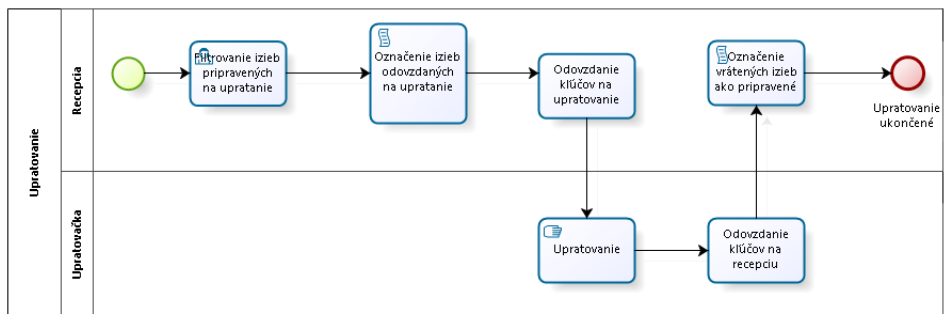 Upratovanie
Recepcia
Filtrovanie izieb
pripravených
na upratanie
Označenie izieb
odovzdaných
na upratanie
Odovzdanie
kľúčov na
upratovanie
Označenie
vrátených izieb
ako pripravené
Upratovanie
ukončené
Upratovačka
Upratovanie
Odovzdanie
kľúčov na
recepciu